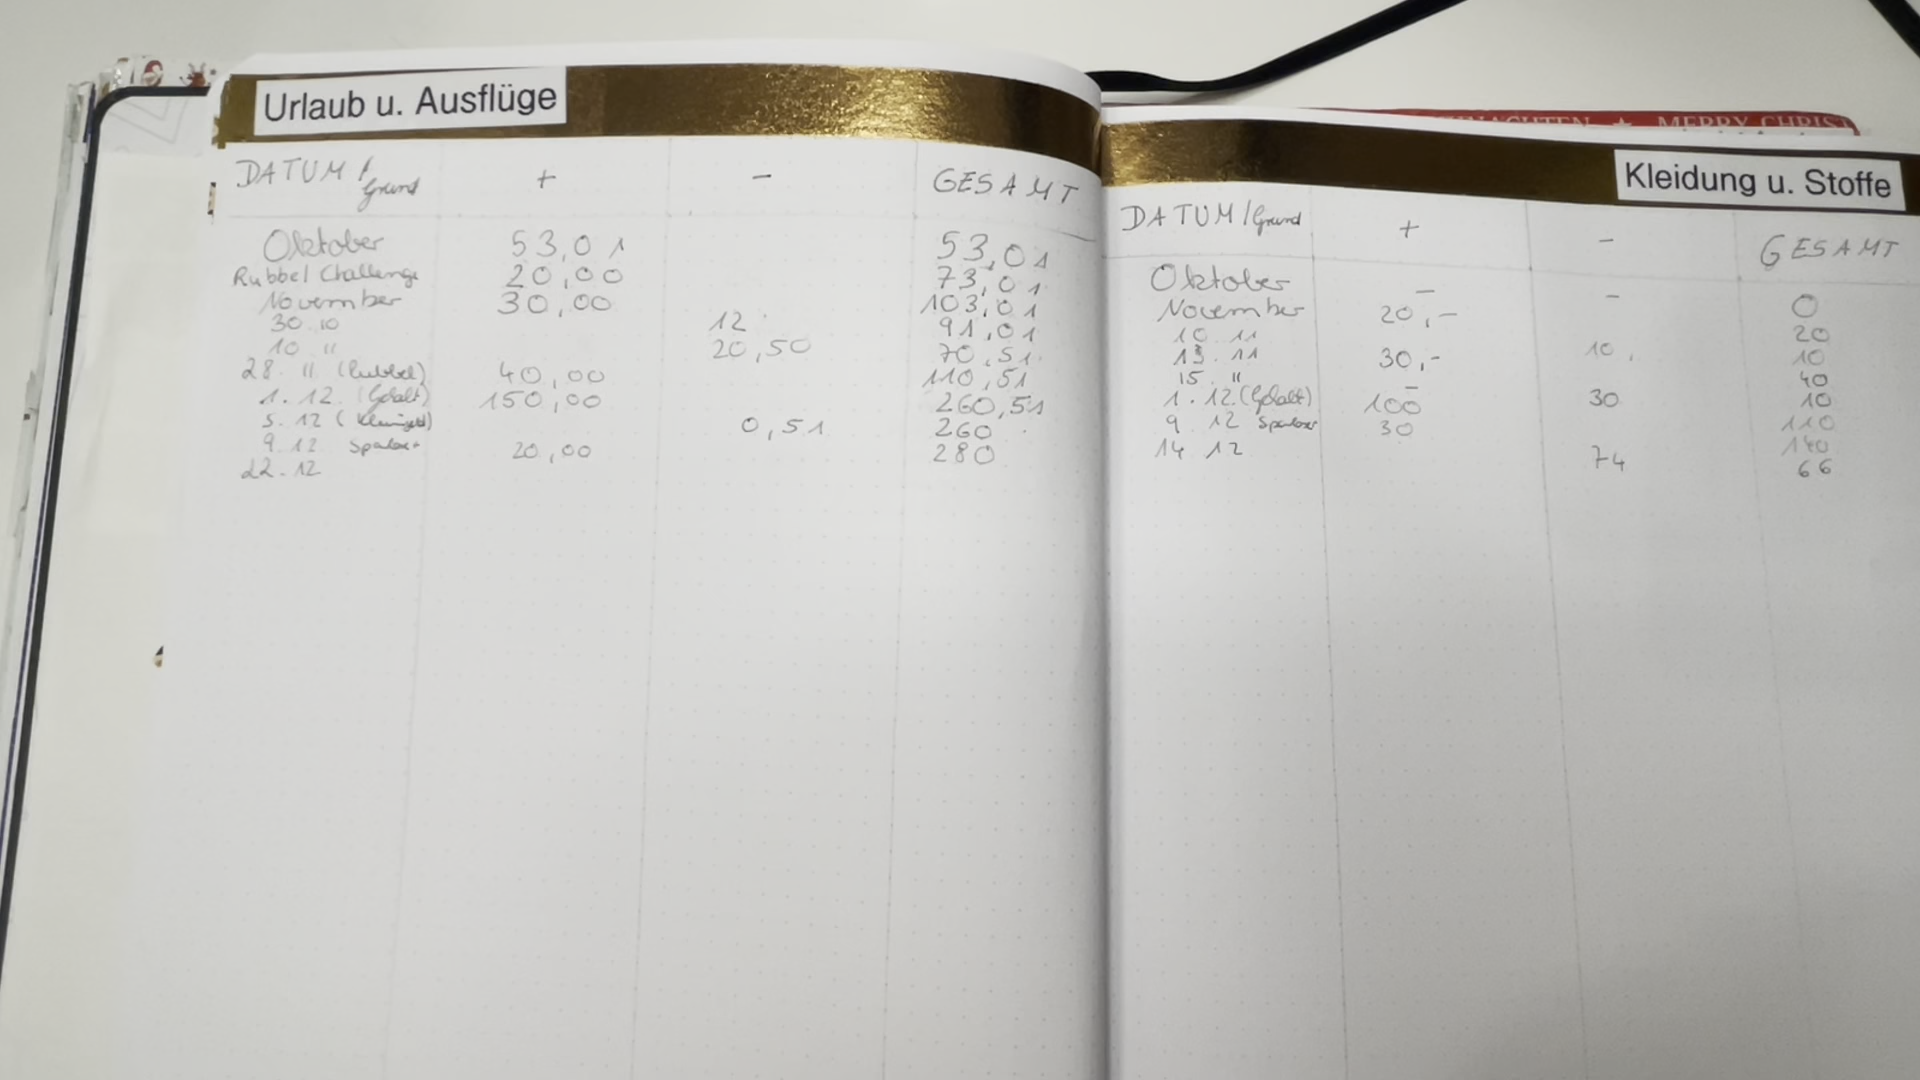 Urlaub u. Ausflüge
DATUM / Grund + - GESAMT
Oktober 53,01 53,01
Rubbel Challenge 20,00 73,01
November 30,00 103,01
30.10 12 91,01
10 " 20,50 70,51
28. " (Rubbel) 40,00 110,51
1.12. (Gehalt) 150,00 260,51
5.12 (Kleingeld) 0,51 260
9.12. Spardose 20,00 280
22.12
MERRY CHRIST
Kleidung u. Stoffe
DATUM / Grund + - GESAMT
Oktober - - 0
November 20,- 20
10.11 10, 10
13.11 30,- 40
15. " - 30 10
1.12. (Gehalt) 100 110
9.12 Spardose 30 140
14.12 74 66